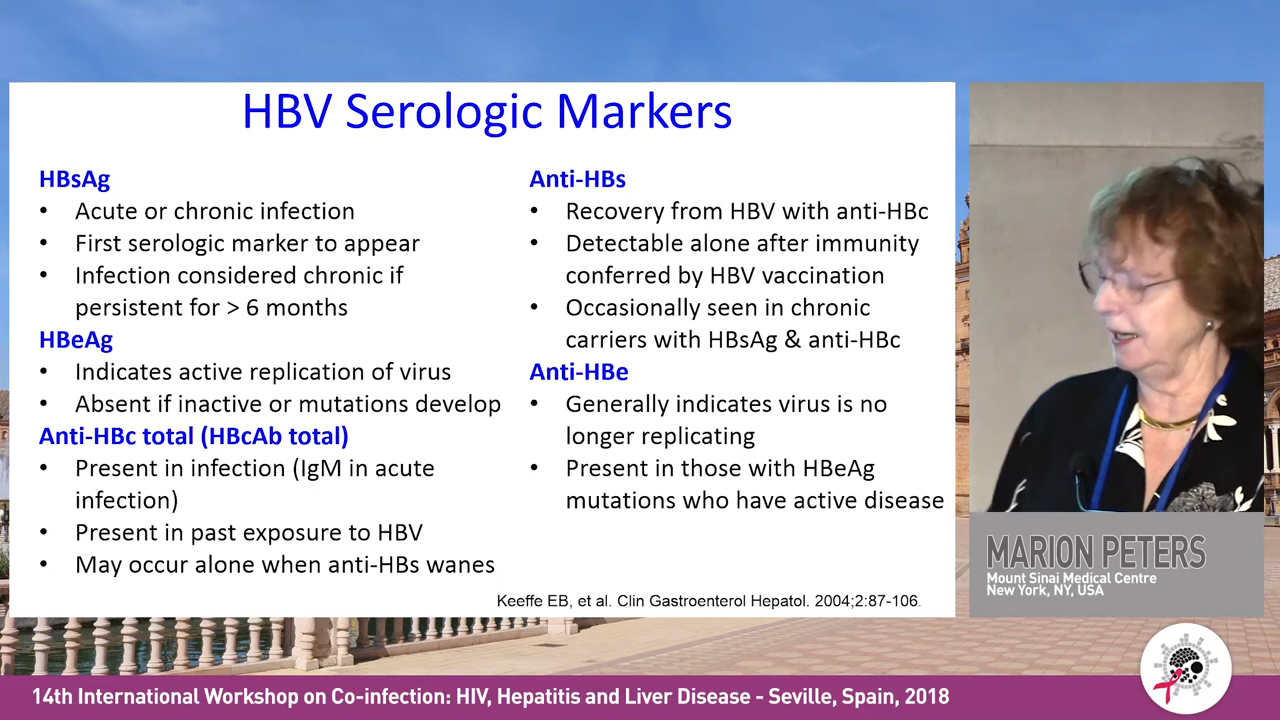 HBV Serologic Markers
HBsAg
• Acute or chronic infection
• First serologic marker to appear
• Infection considered chronic if
persistent for > 6 months
HBeAg
• Indicates active replication of virus
• Absent if inactive or mutations develop
Anti-HBc total (HBcAb total)
• Present in infection (IgM in acute
infection)
• Present in past exposure to HBV
• May occur alone when anti-HBs wanes
Anti-HBs
• Recovery from HBV with anti-HBc
• Detectable alone after immunity
conferred by HBV vaccination
• Occasionally seen in chronic
carriers with HBsAg & anti-HBc
Anti-HBe
• Generally indicates virus is no
longer replicating
• Present in those with HBeAg
mutations who have active disease
Keeffe EB, et al. Clin Gastroenterol Hepatol. 2004;2:87-106.
MARION PETERS
Mount Sinai Medical Centre
New York, NY, USA
14th International Workshop on Co-infection: HIV, Hepatitis and Liver Disease - Seville, Spain, 2018